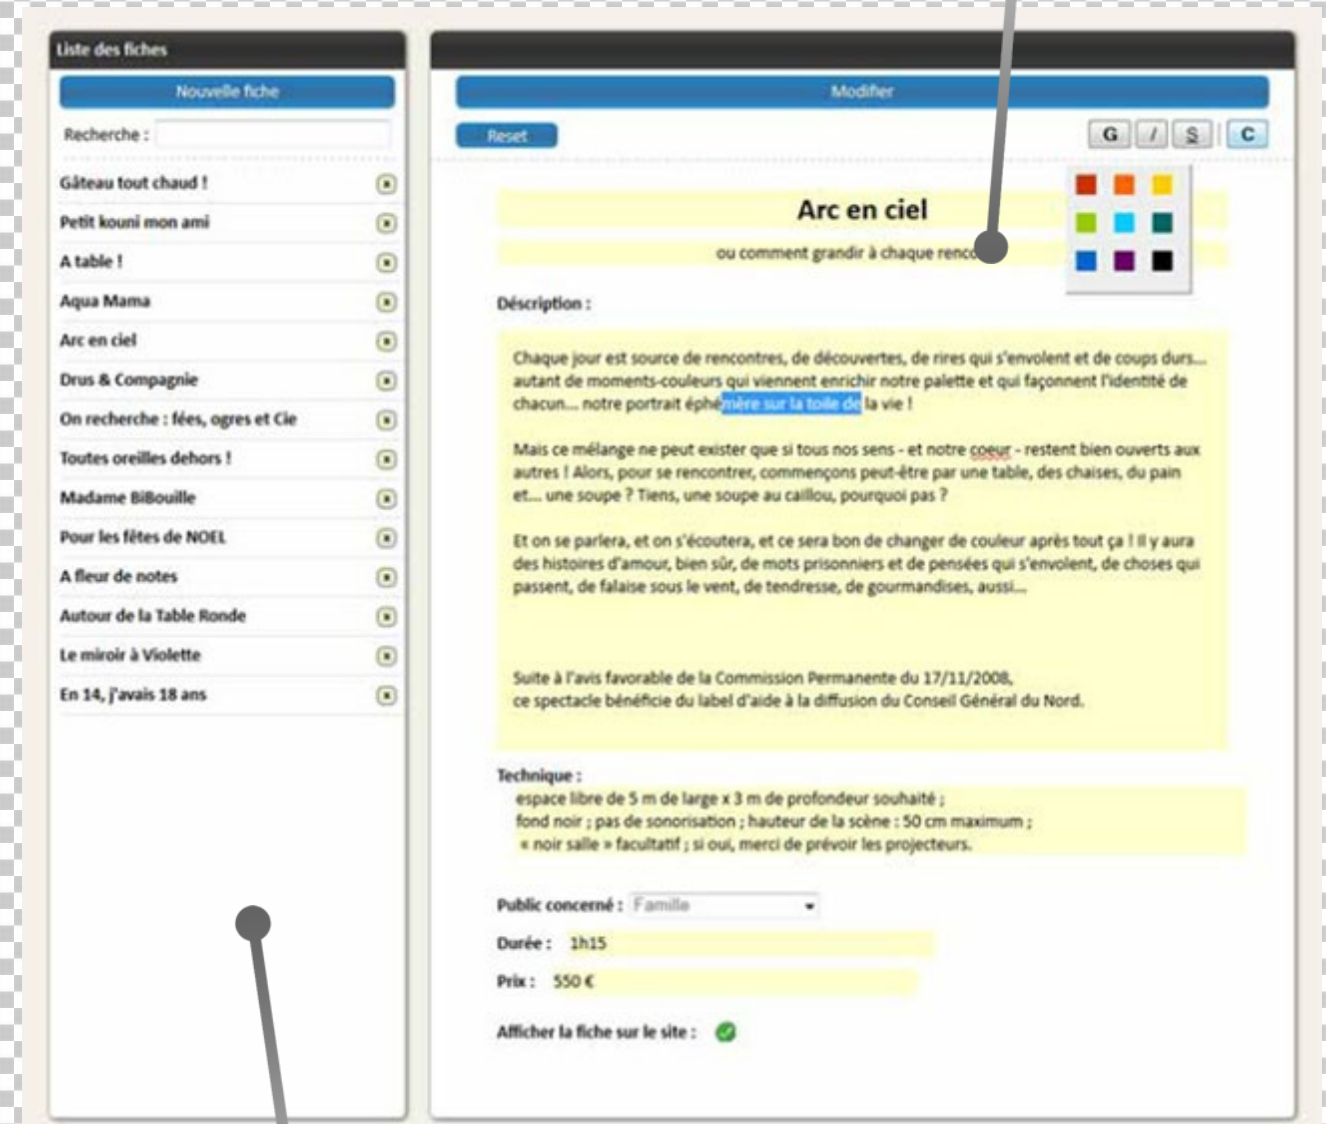 Liste des fiches
Nouvelle fiche
Recherche :
Gâteau tout chaud !
Petit kouni mon ami
A table !
Aqua Mama
Arc en ciel
Drus & Compagnie
On recherche : fées, ogres et Cie
Toutes oreilles dehors !
Madame BiBouille
Pour les fêtes de NOEL
A fleur de notes
Autour de la Table Ronde
Le miroir à Violette
En 14, j'avais 18 ans
Modifier
Reset
G I S C
Arc en ciel
ou comment grandir à chaque renco
Déscription :
Chaque jour est source de rencontres, de découvertes, de rires qui s'envolent et de coups durs...
autant de moments-couleurs qui viennent enrichir notre palette et qui façonnent l'identité de
chacun... notre portrait éphémère sur la toile de la vie !
Mais ce mélange ne peut exister que si tous nos sens - et notre coeur - restent bien ouverts aux
autres ! Alors, pour se rencontrer, commençons peut-être par une table, des chaises, du pain
et... une soupe ? Tiens, une soupe au caillou, pourquoi pas ?
Et on se parlera, et on s'écoutera, et ce sera bon de changer de couleur après tout ça ! Il y aura
des histoires d'amour, bien sûr, de mots prisonniers et de pensées qui s'envolent, de choses qui
passent, de falaise sous le vent, de tendresse, de gourmandises, aussi...
Suite à l'avis favorable de la Commission Permanente du 17/11/2008,
ce spectacle bénéficie du label d'aide à la diffusion du Conseil Général du Nord.
Technique :
espace libre de 5 m de large x 3 m de profondeur souhaité ;
fond noir ; pas de sonorisation ; hauteur de la scène : 50 cm maximum ;
« noir salle » facultatif ; si oui, merci de prévoir les projecteurs.
Public concerné : Famille
Durée : 1h15
Prix : 550 €
Afficher la fiche sur le site :